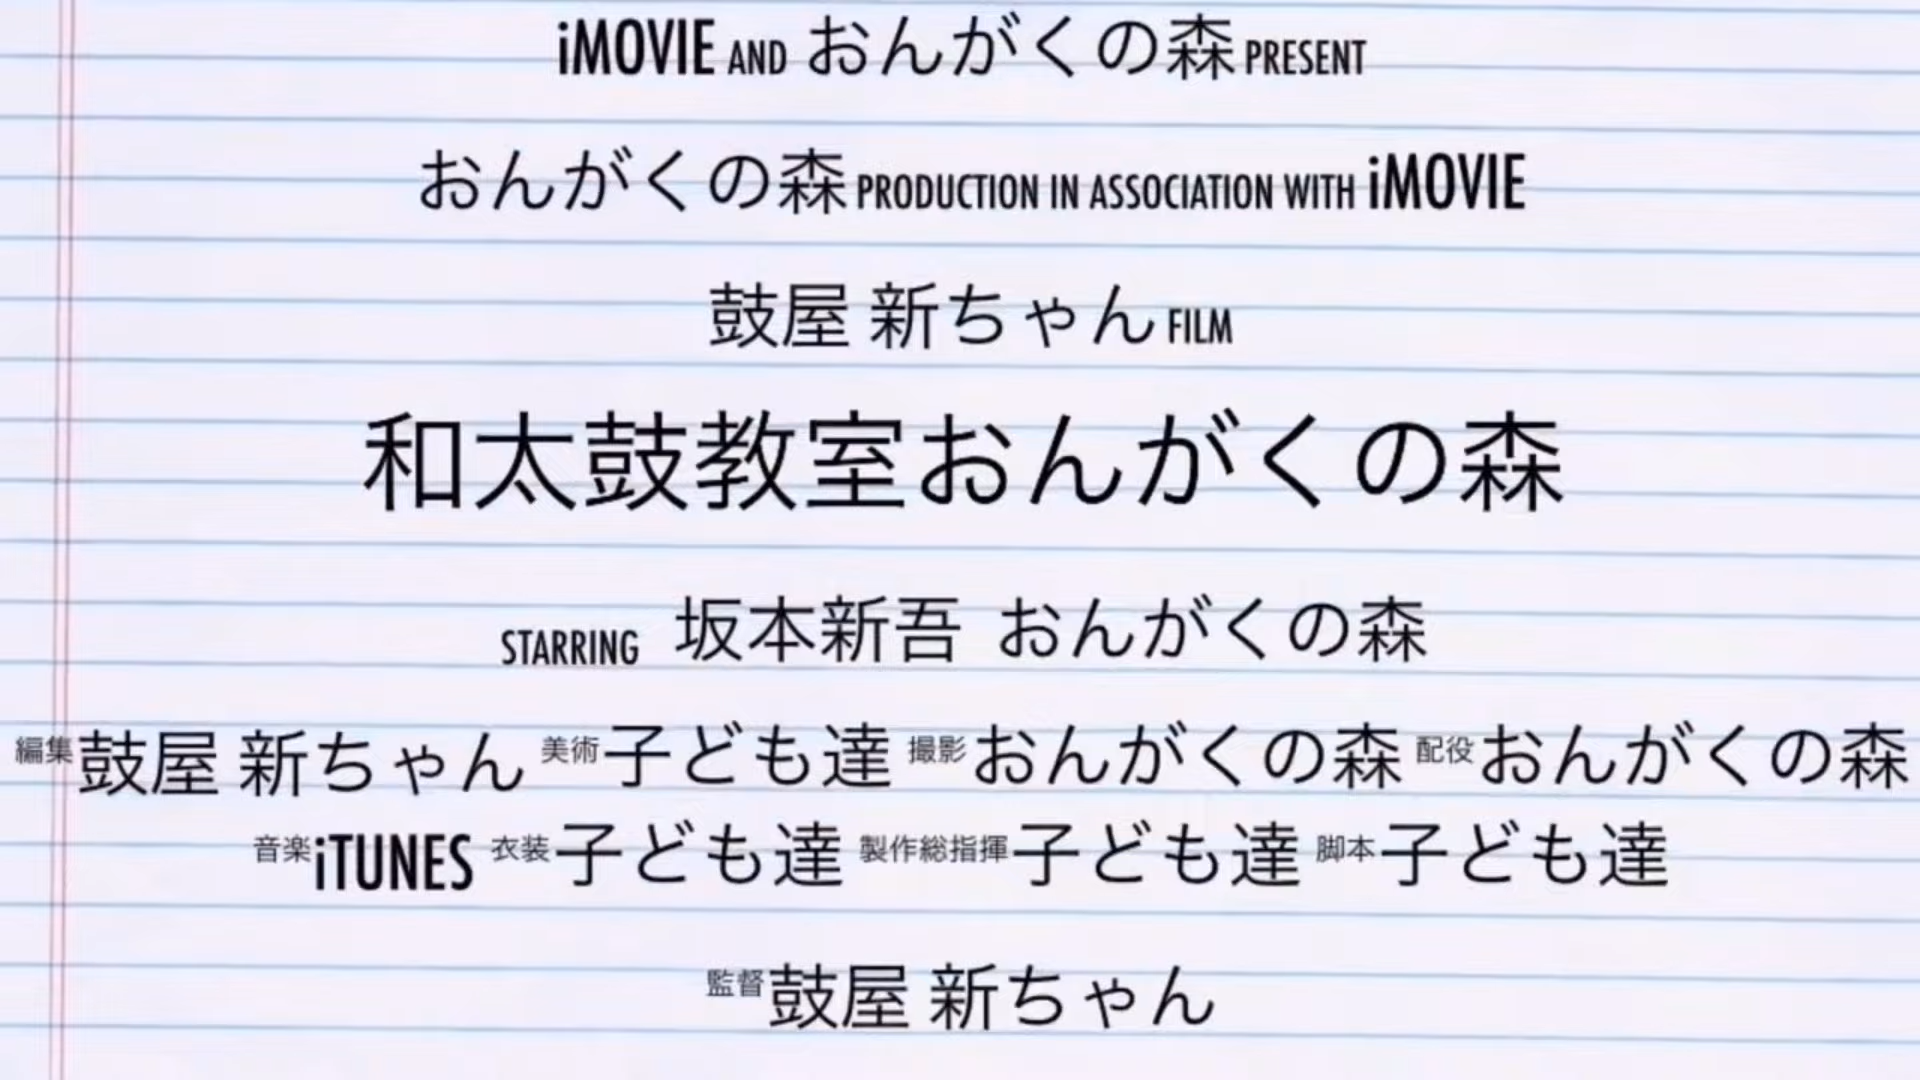 iMOVIE AND おんがくの森 PRESENT
おんがくの森 PRODUCTION IN ASSOCIATION WITH iMOVIE
鼓屋 新ちゃん FILM
和太鼓教室おんがくの森
STARRING 坂本新吾 おんがくの森
編集 鼓屋 新ちゃん 美術 子ども達 撮影 おんがくの森 配役 おんがくの森
音楽 iTUNES 衣装 子ども達 製作総指揮 子ども達 脚本 子ども達
監督 鼓屋 新ちゃん